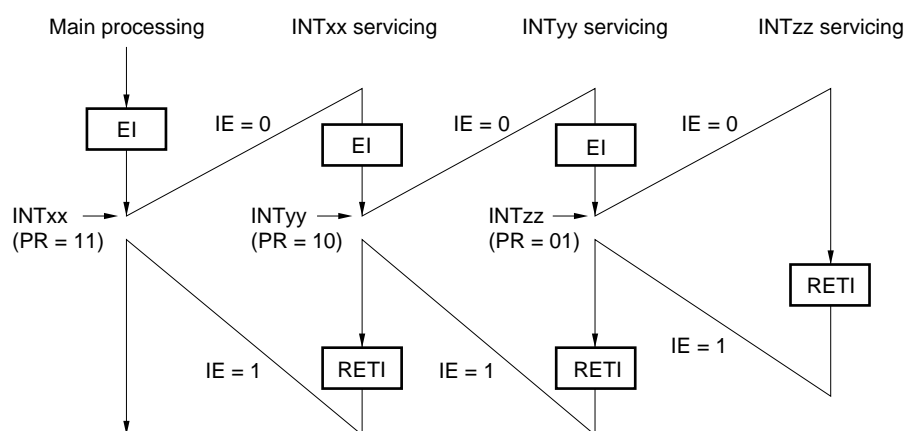 Main processing
INTxx servicing
INTyy servicing
INTzz servicing
EI
IE = 0
EI
IE = 0
EI
IE = 0
INTxx
(PR = 11)
INTyy
(PR = 10)
INTzz
(PR = 01)
RETI
IE = 1
RETI
IE = 1
RETI
IE = 1